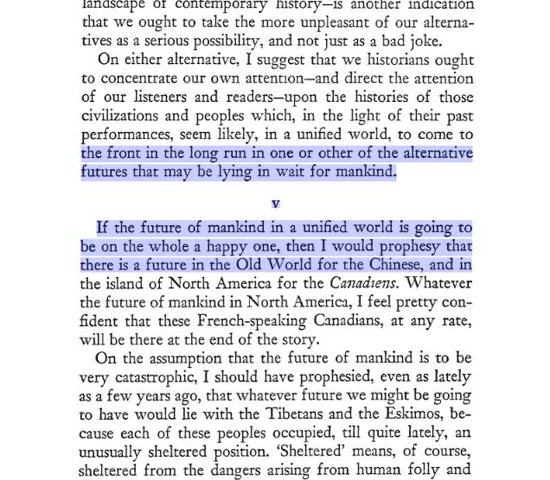 landscape of contemporary history—is another indication
that we ought to take the more unpleasant of our alterna-
tives as a serious possibility, and not just as a bad joke.
On either alternative, I suggest that we historians ought
to concentrate our own attention—and direct the attention
of our listeners and readers—upon the histories of those
civilizations and peoples which, in the light of their past
performances, seem likely, in a unified world, to come to
the front in the long run in one or other of the alternative
futures that may be lying in wait for mankind.
V
If the future of mankind in a unified world is going to
be on the whole a happy one, then I would prophesy that
there is a future in the Old World for the Chinese, and in
the island of North America for the Canadiens. Whatever
the future of mankind in North America, I feel pretty con-
fident that these French-speaking Canadians, at any rate,
will be there at the end of the story.
On the assumption that the future of mankind is to be
very catastrophic, I should have prophesied, even as lately
as a few years ago, that whatever future we might be going
to have would lie with the Tibetans and the Eskimos, be-
cause each of these peoples occupied, till quite lately, an
unusually sheltered position. ‘Sheltered’ means, of course,
sheltered from the dangers arising from human folly and